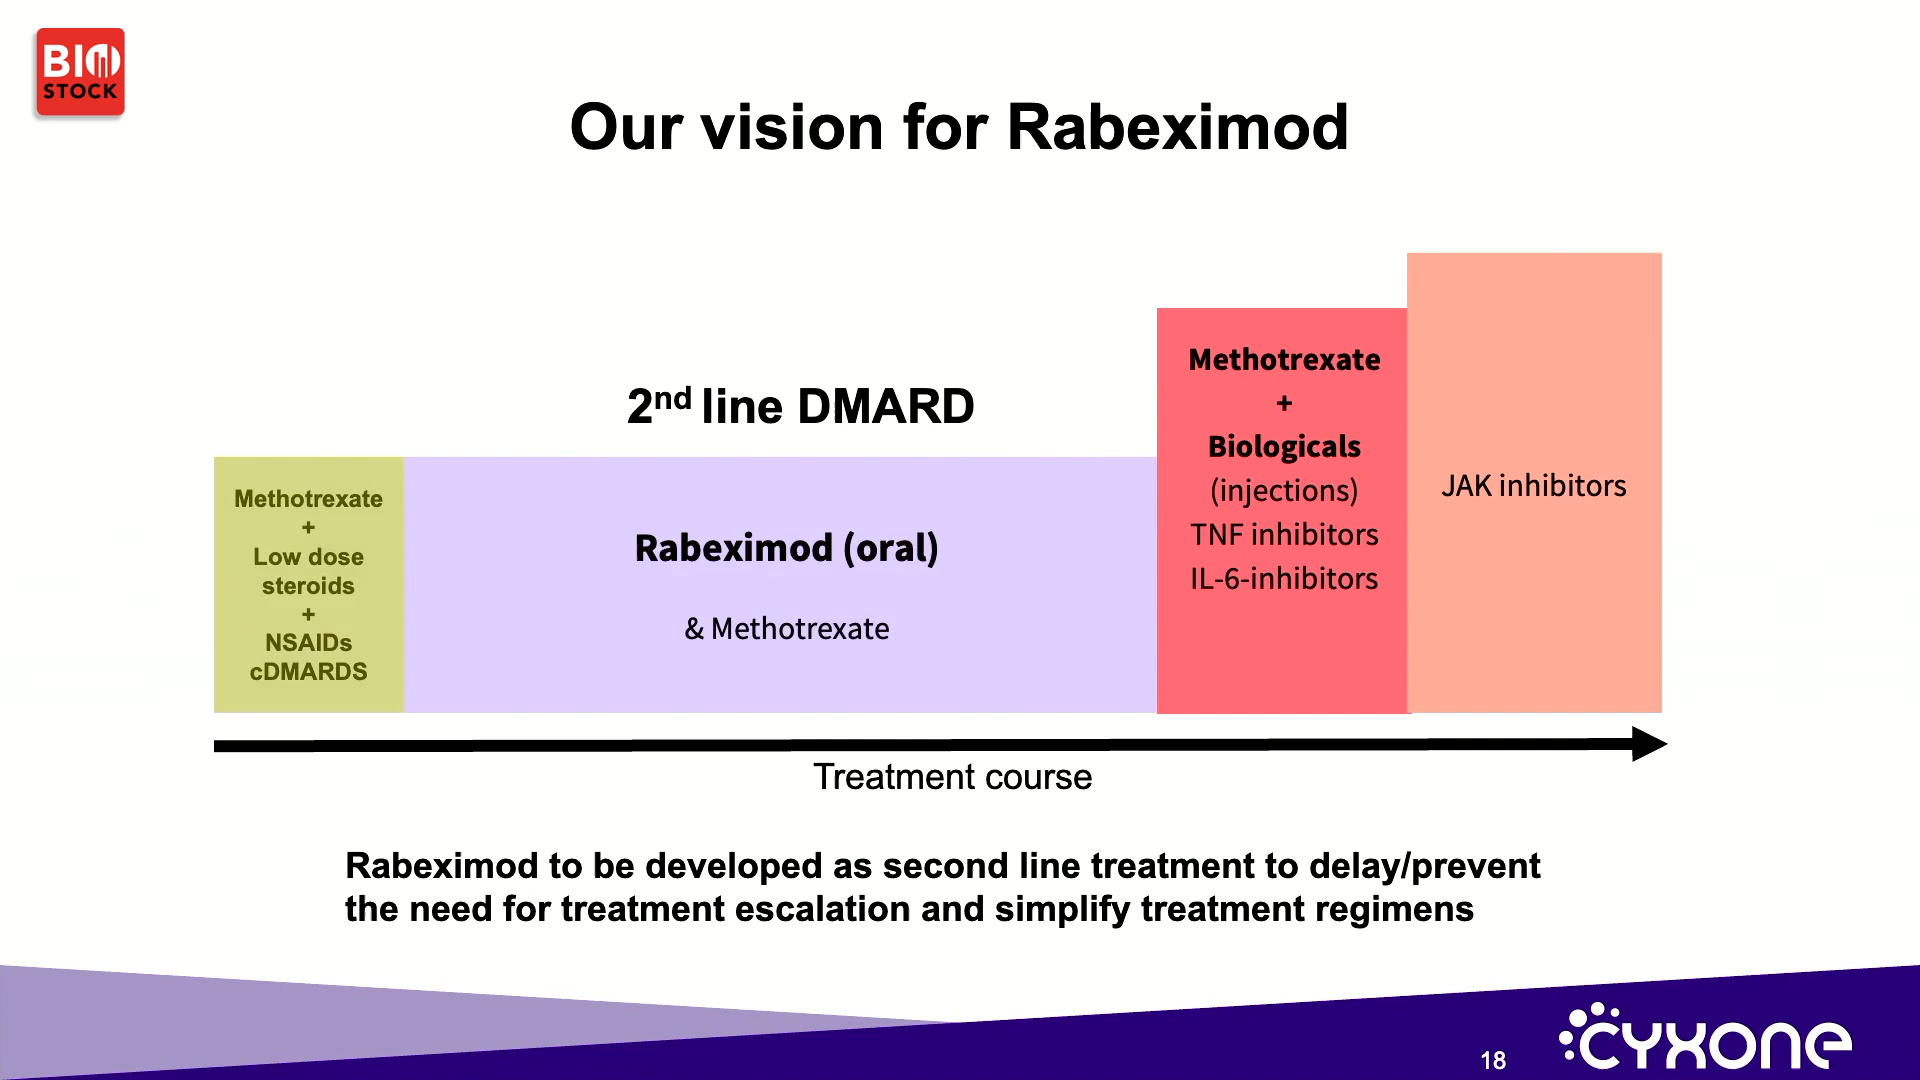 BIO
STOCK
Our vision for Rabeximod
2nd line DMARD
Methotrexate
+
Low dose
steroids
+
NSAIDs
cDMARDS
Rabeximod (oral)
& Methotrexate
Methotrexate
+
Biologicals
(injections)
TNF inhibitors
IL-6-inhibitors
JAK inhibitors
Treatment course
Rabeximod to be developed as second line treatment to delay/prevent
the need for treatment escalation and simplify treatment regimens
18
cyxone